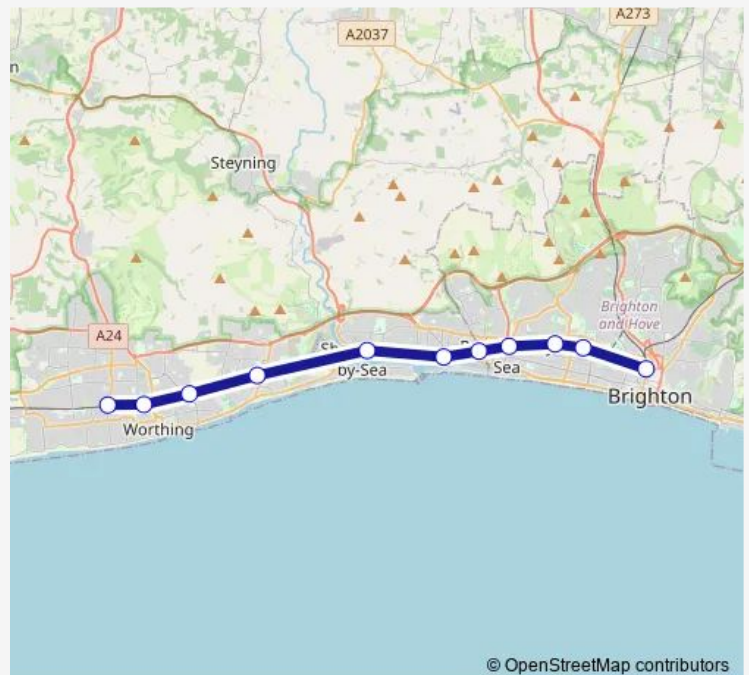 A273
A2037
Steyning
Brighton
and Hove
A24
by-Sea
Sea
Brighton
Worthing
© OpenStreetMap contributors